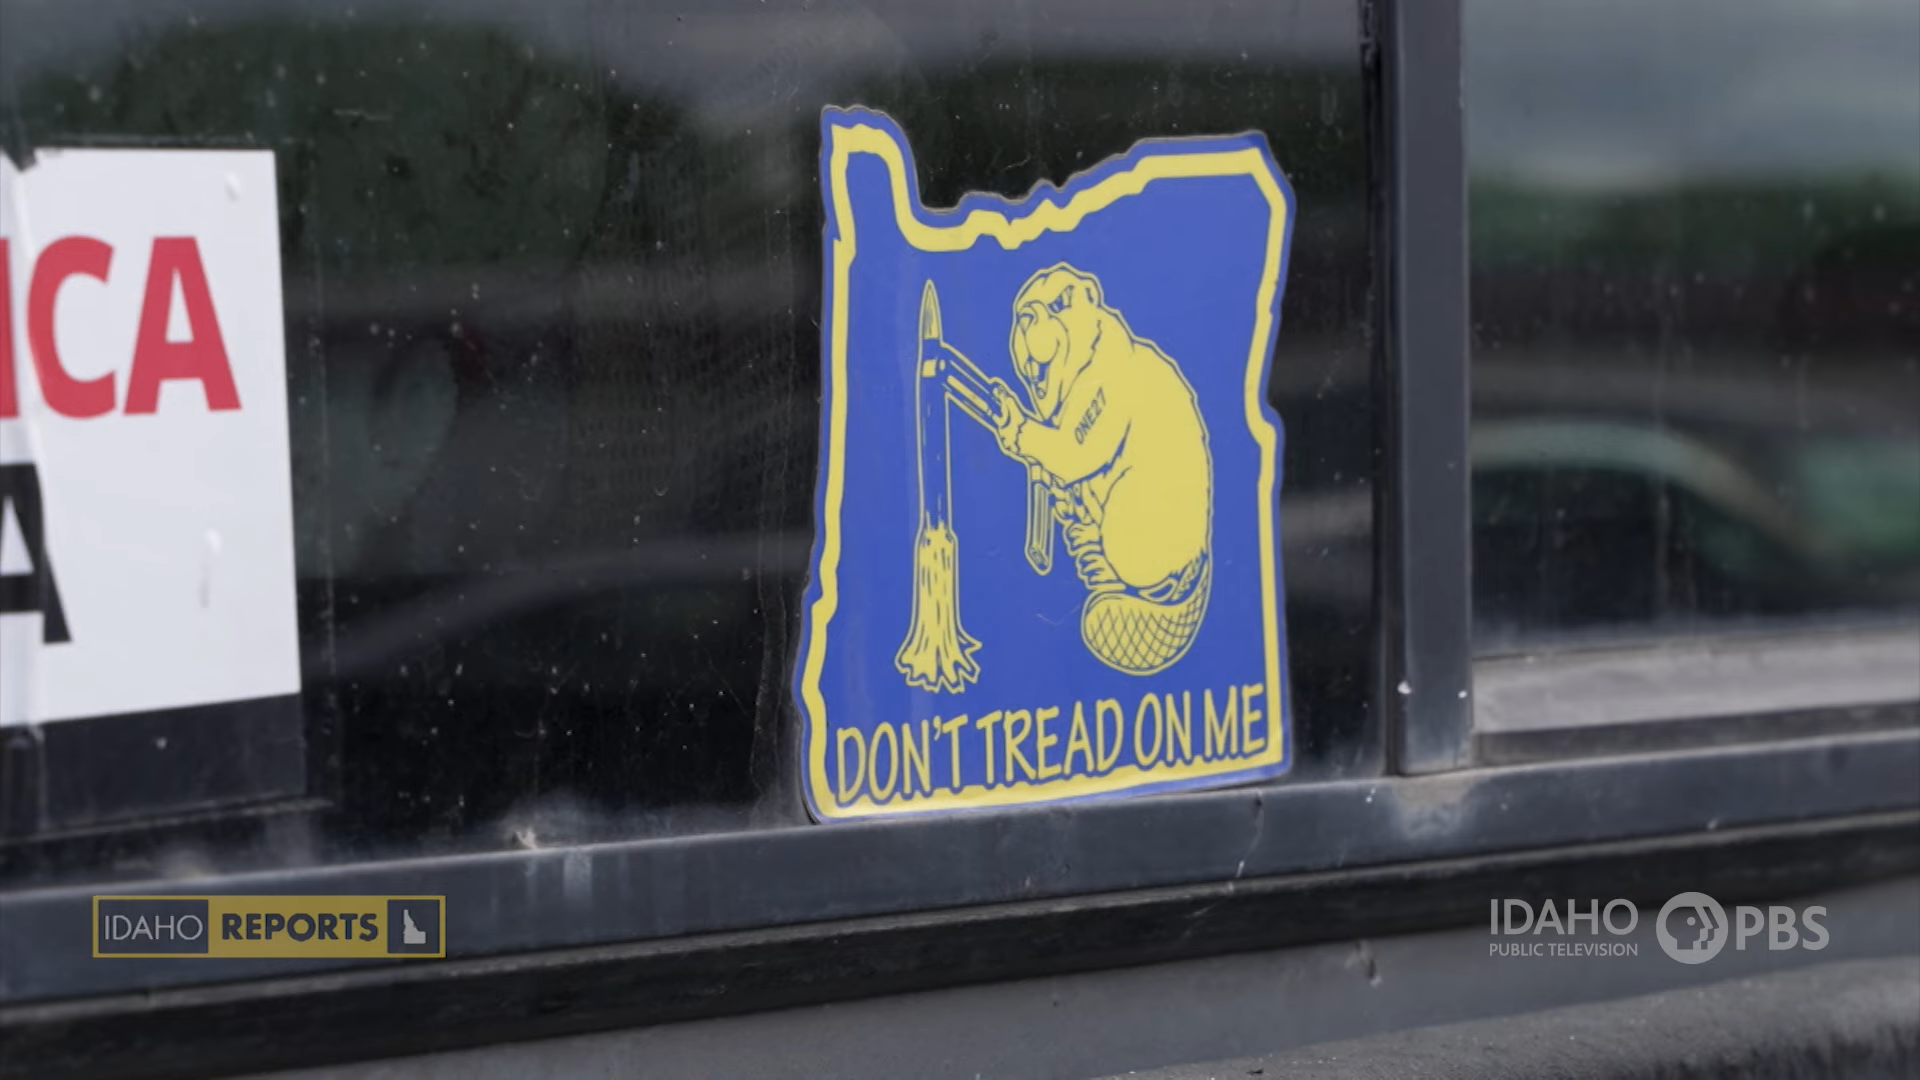 ICA
A
ONE27
DON'T TREAD ON ME
IDAHO REPORTS
IDAHO
PUBLIC TELEVISION
PBS